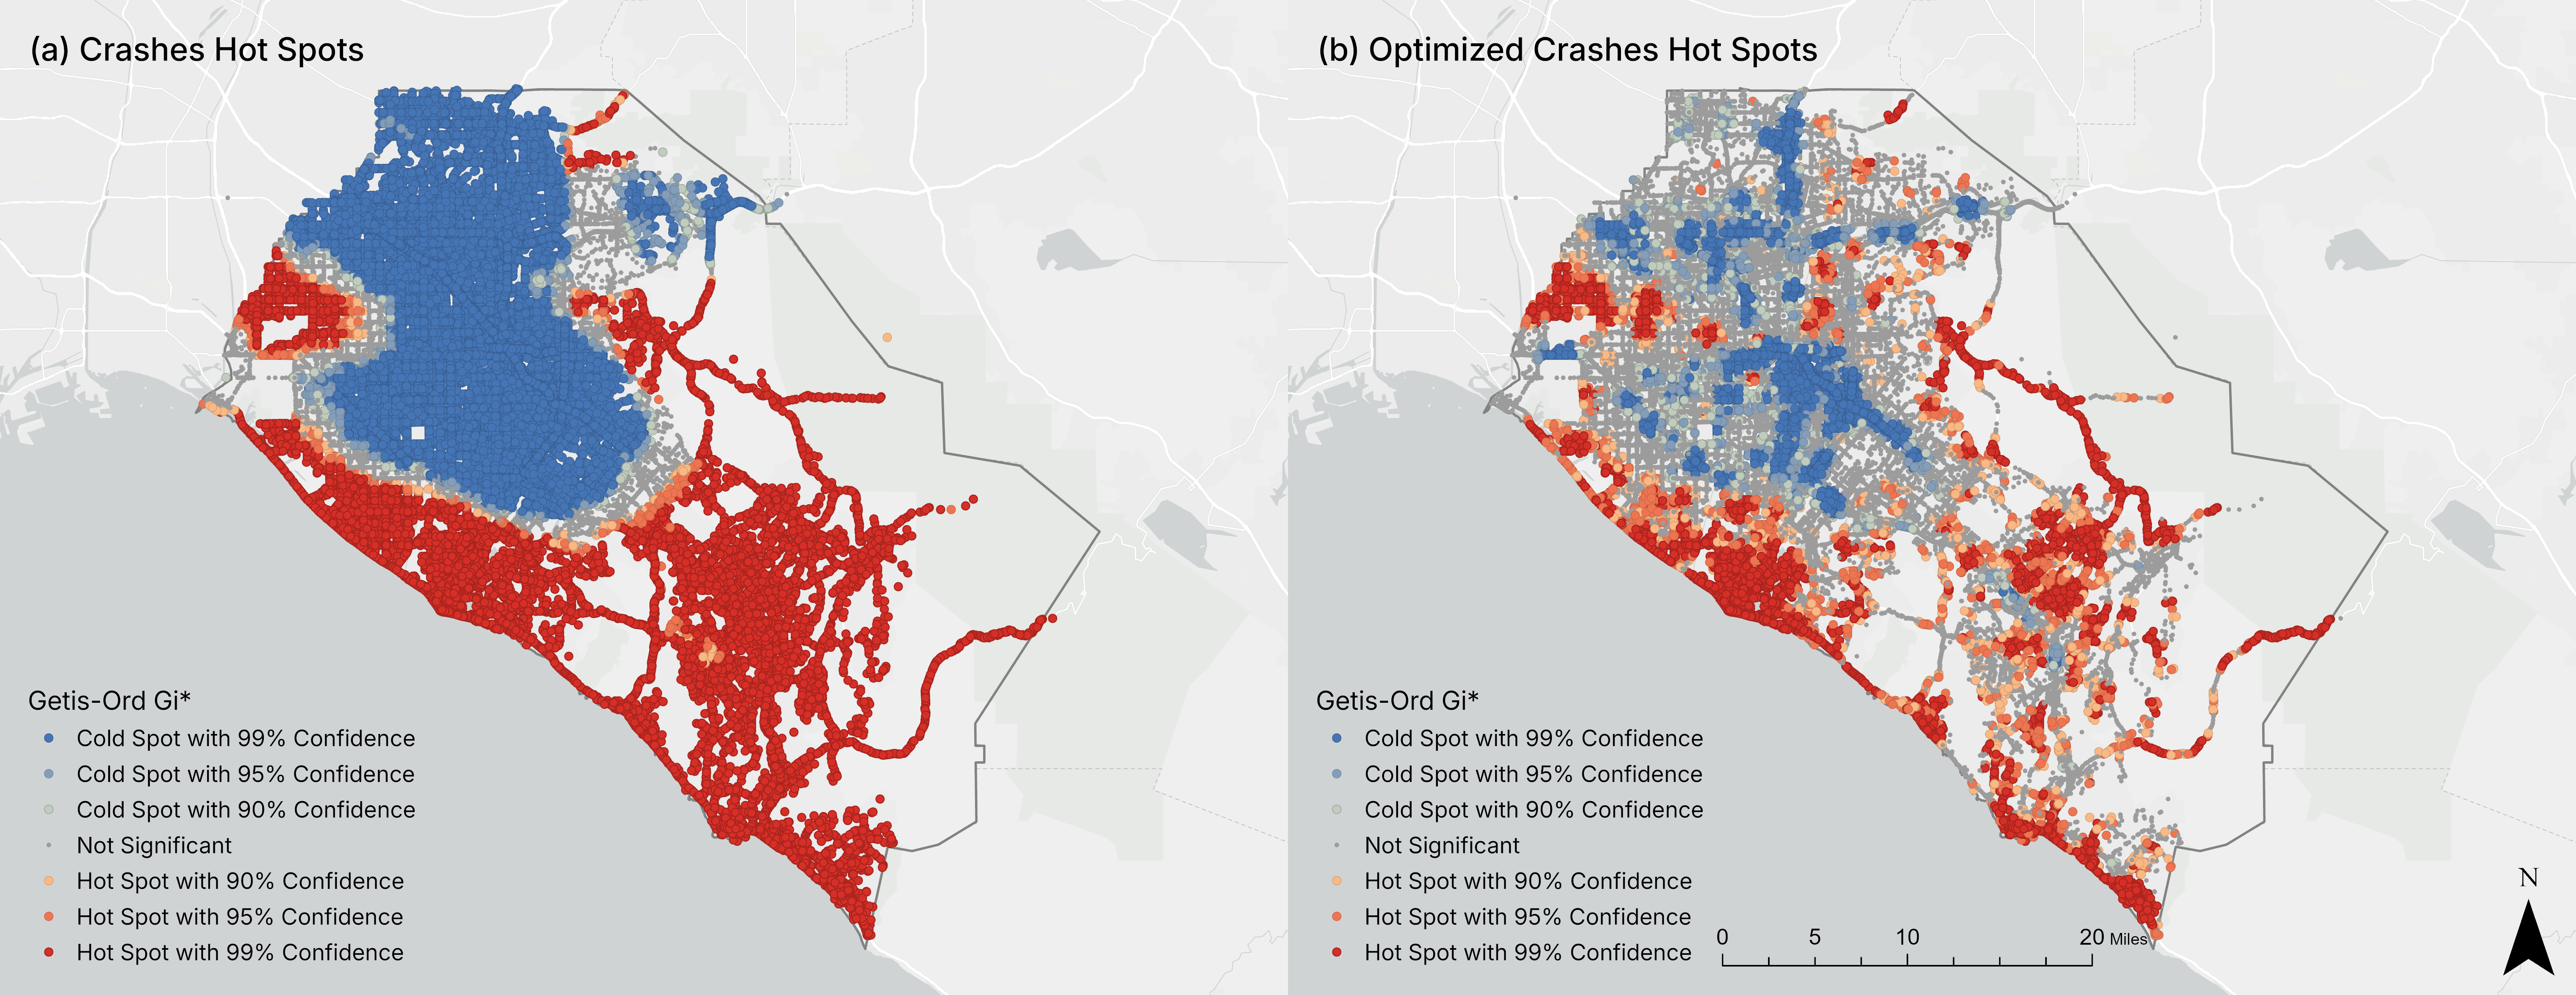 (a) Crashes Hot Spots
Getis-Ord Gi*
Cold Spot with 99% Confidence
Cold Spot with 95% Confidence
Cold Spot with 90% Confidence
Not Significant
Hot Spot with 90% Confidence
Hot Spot with 95% Confidence
Hot Spot with 99% Confidence
(b) Optimized Crashes Hot Spots
Getis-Ord Gi*
Cold Spot with 99% Confidence
Cold Spot with 95% Confidence
Cold Spot with 90% Confidence
Not Significant
Hot Spot with 90% Confidence
Hot Spot with 95% Confidence
Hot Spot with 99% Confidence
0 5 10 20 Miles
N